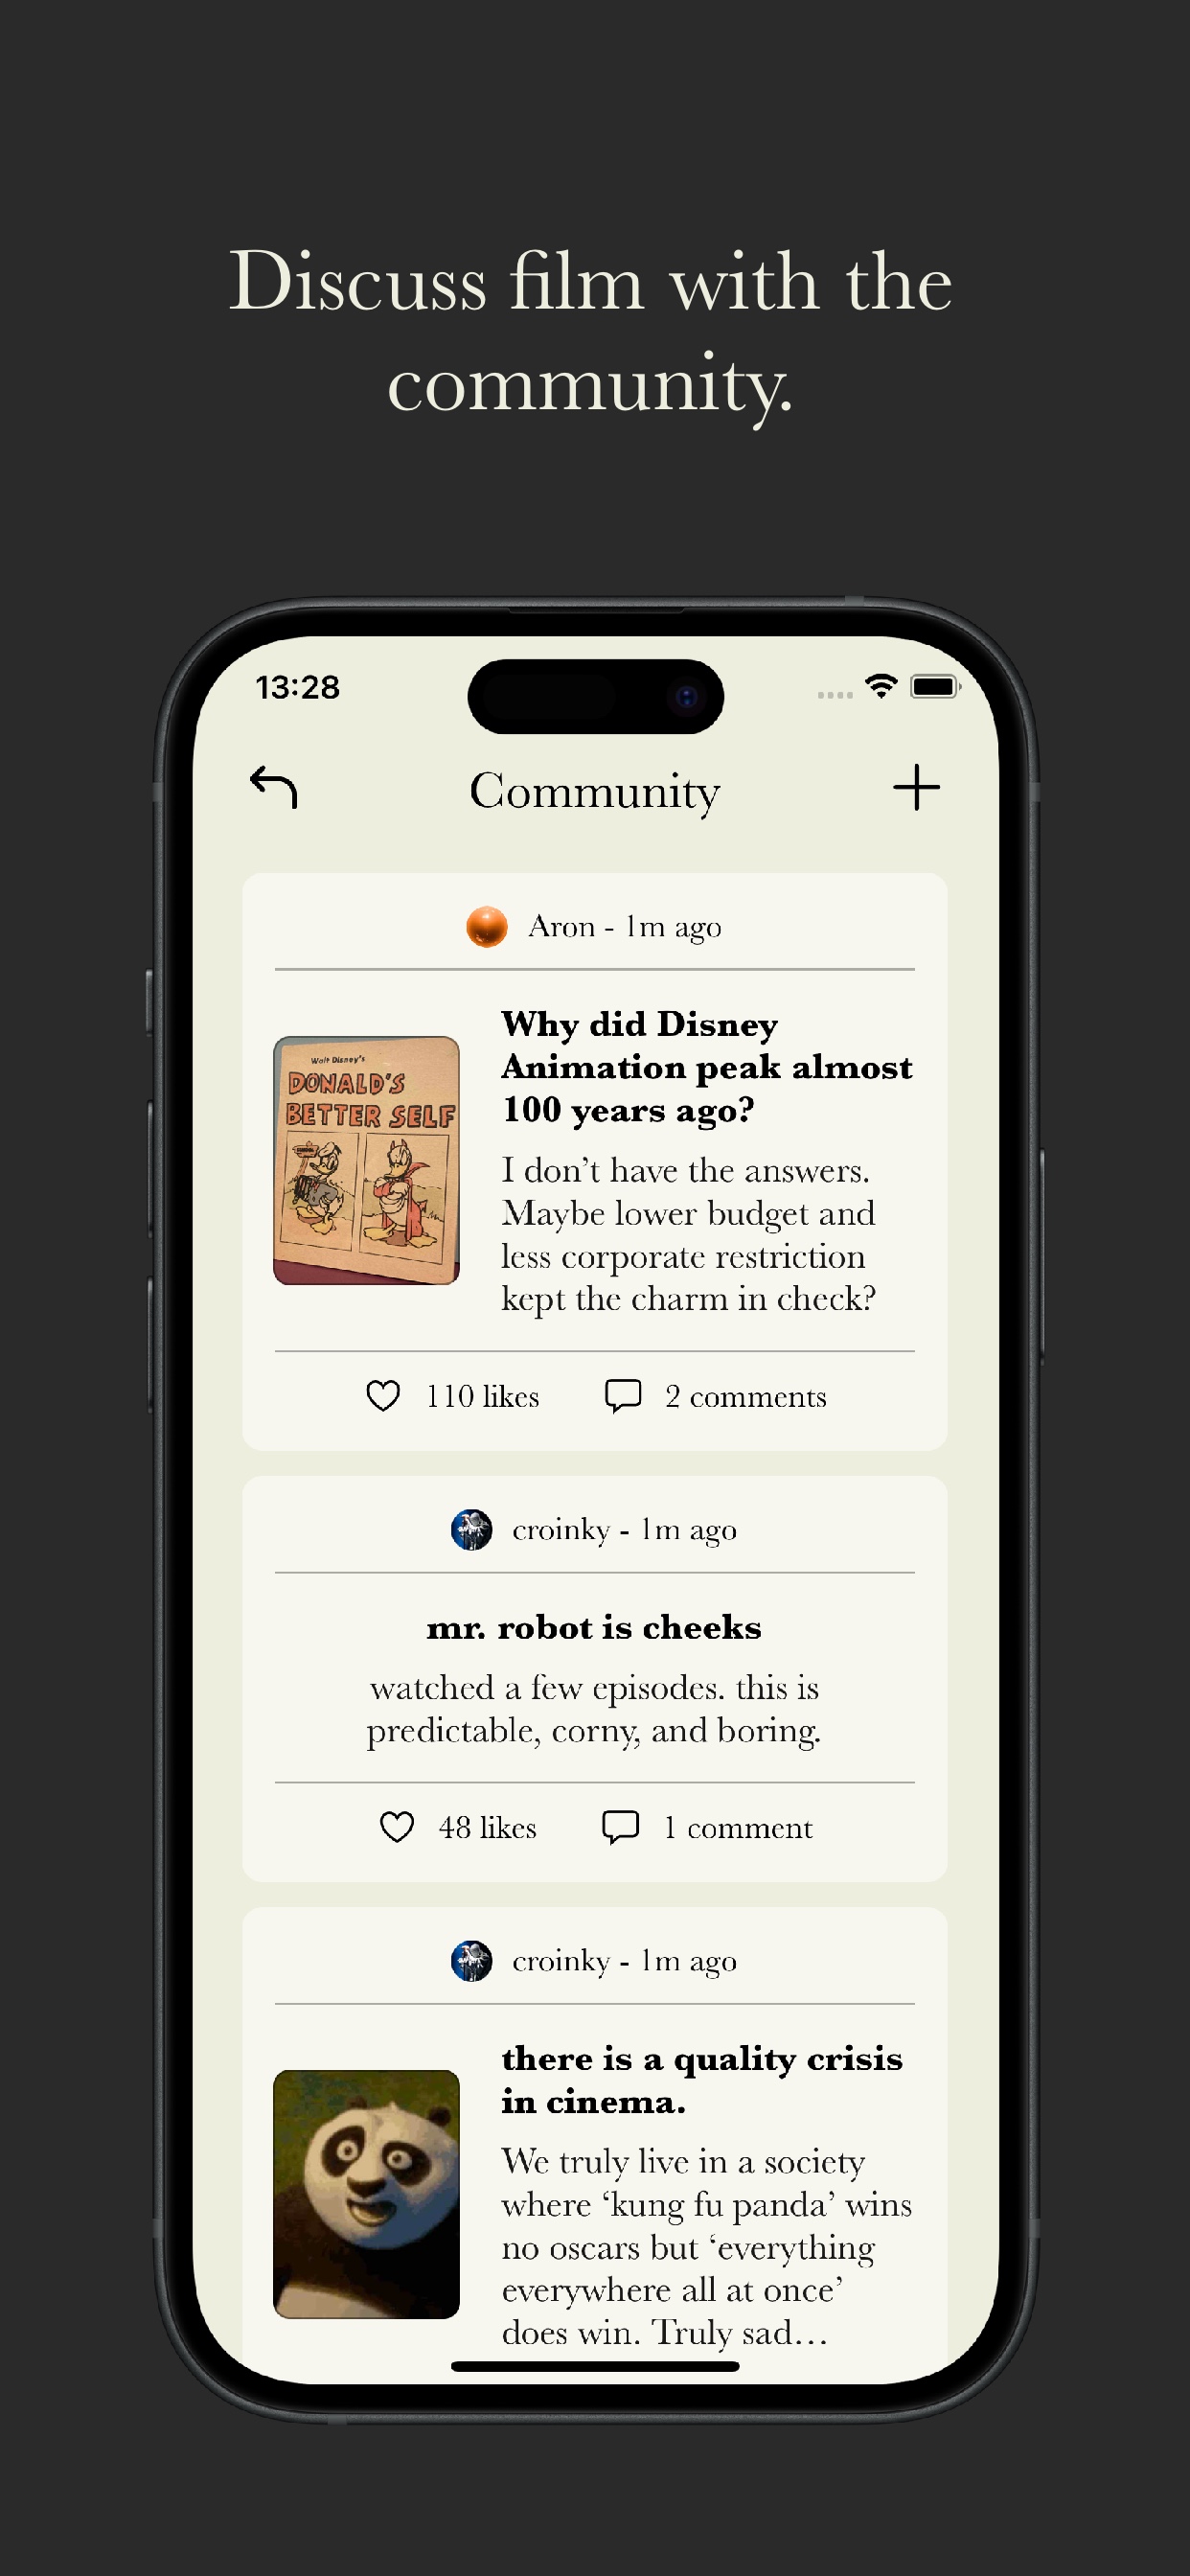 Discuss film with the
community.
13:28
Community
Aron - 1m ago
Walt Disney's
DONALD'S
BETTER SELF
Why did Disney
Animation peak almost
100 years ago?
I don’t have the answers.
Maybe lower budget and
less corporate restriction
kept the charm in check?
110 likes
2 comments
croinky - 1m ago
mr. robot is cheeks
watched a few episodes. this is
predictable, corny, and boring.
48 likes
1 comment
croinky - 1m ago
there is a quality crisis
in cinema.
We truly live in a society
where ‘kung fu panda’ wins
no oscars but ‘everything
everywhere all at once’
does win. Truly sad…